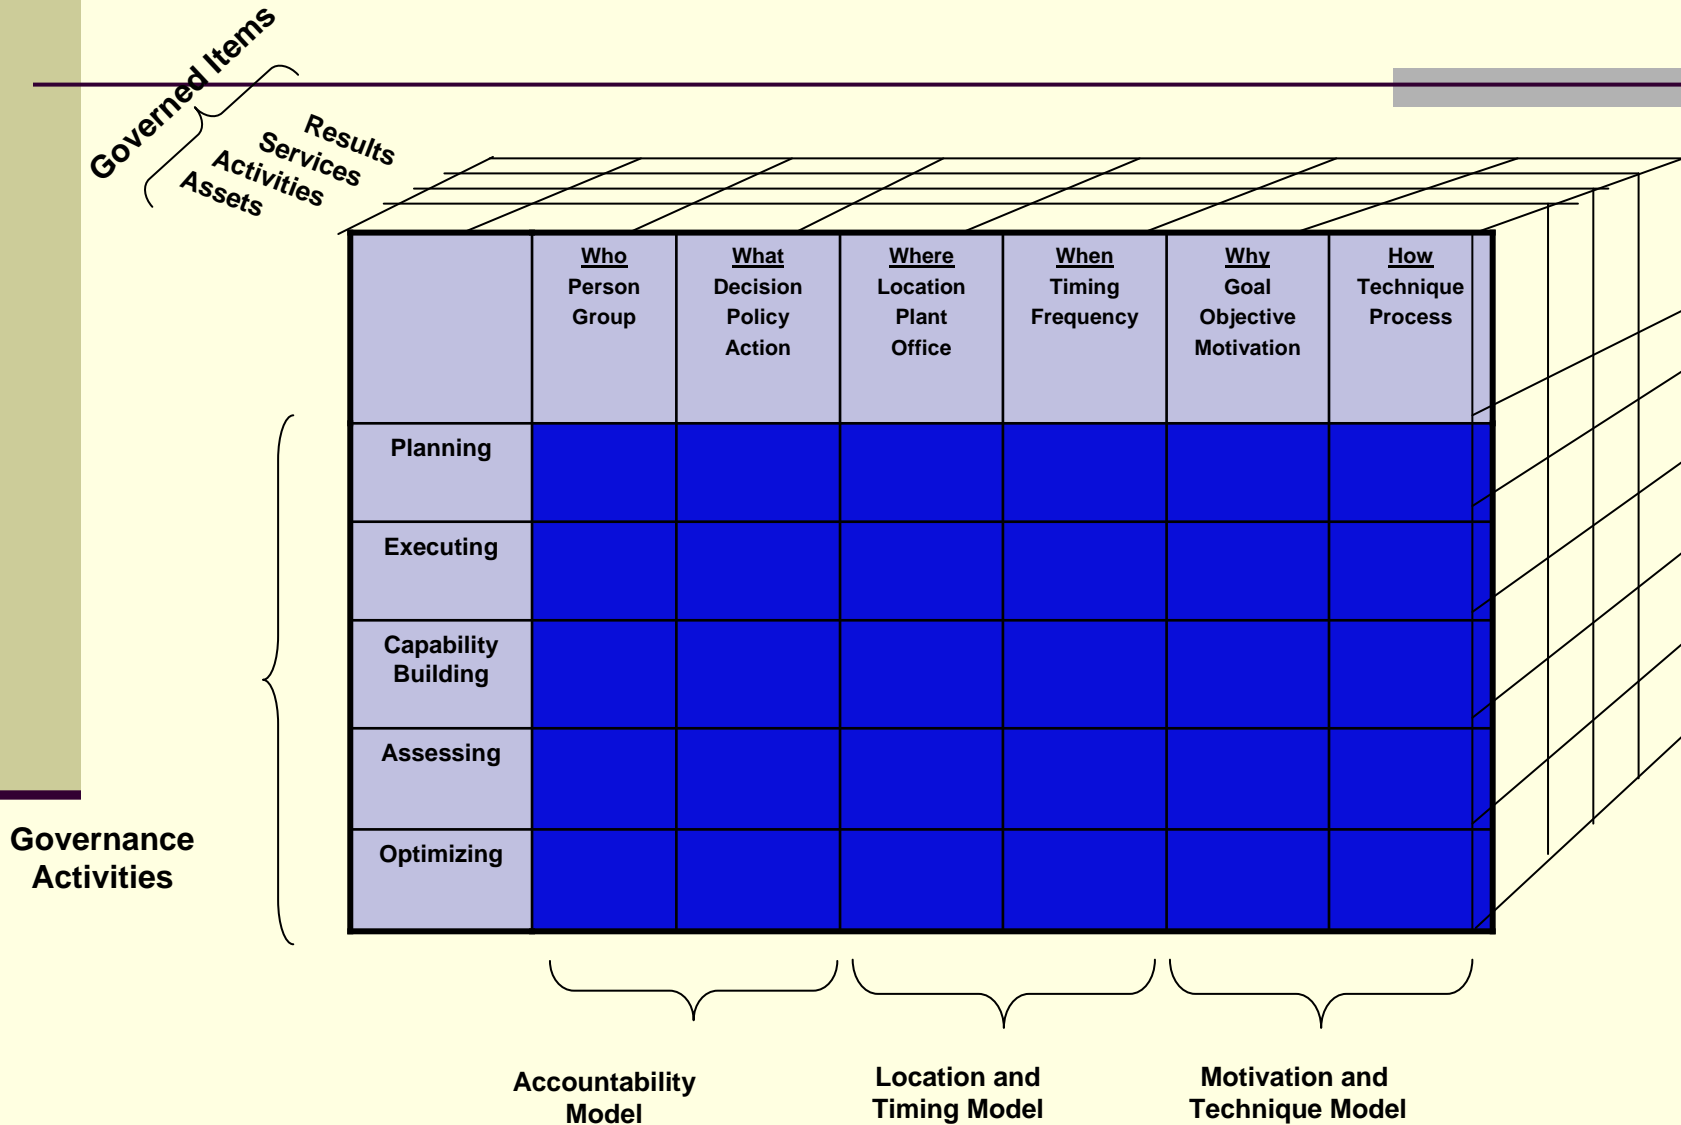 Governed Items
Results
Services
Activities
Assets
Who
Person
Group
What
Decision
Policy
Action
Where
Location
Plant
Office
When
Timing
Frequency
Why
Goal
Objective
Motivation
How
Technique
Process
Planning
Executing
Capability
Building
Assessing
Optimizing
Governance
Activities
Accountability
Model
Location and
Timing Model
Motivation and
Technique Model